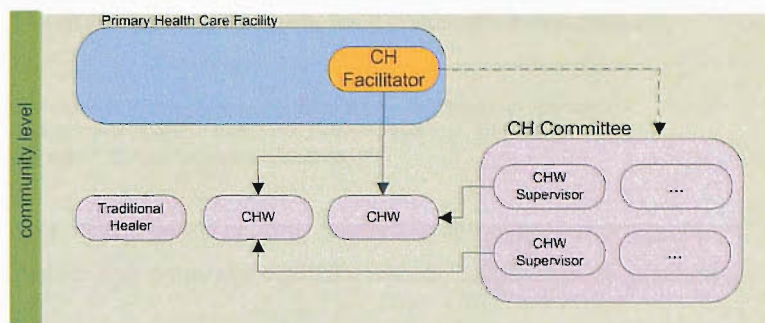 Primary Health Care Facility
CH
Facilitator
community level
CH Committee
CHW
Supervisor
...
Traditional
Healer
CHW
CHW
CHW
Supervisor
...